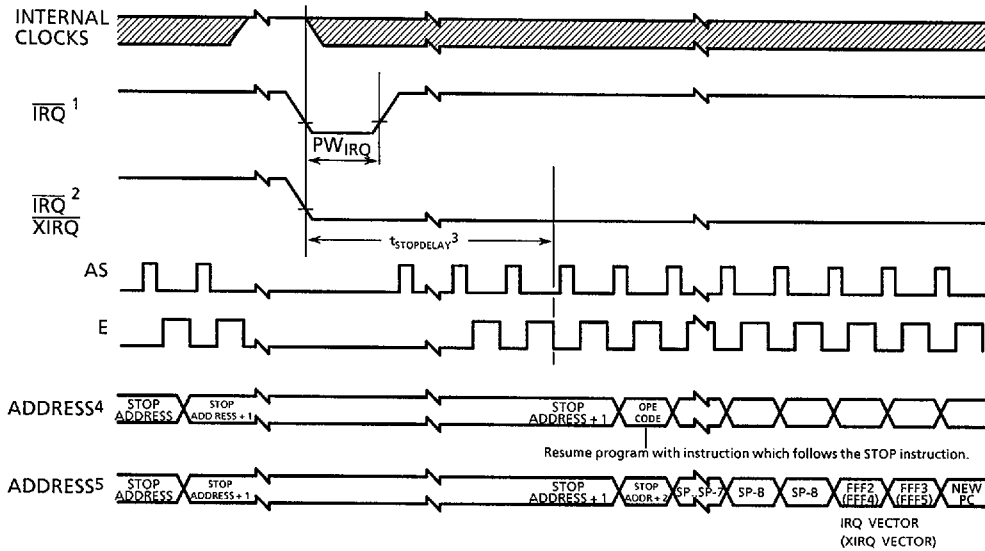 INTERNAL
CLOCKS
IRQ 1
PWIRQ
IRQ 2
XIRQ
tSTOPDELAY3
AS
E
ADDRESS4
STOP
ADDRESS
STOP
ADDRESS + 1
STOP
ADDRESS + 1
OPE
CODE
Resume program with instruction which follows the STOP instruction.
ADDRESS5
STOP
ADDRESS
STOP
ADDRESS + 1
STOP
ADDRESS + 1
STOP
ADDR + 2
SP..SP-7
SP-8
SP-8
FFF2
(FFF4)
FFF3
(FFF5)
NEW
PC
IRQ VECTOR
(XIRQ VECTOR)